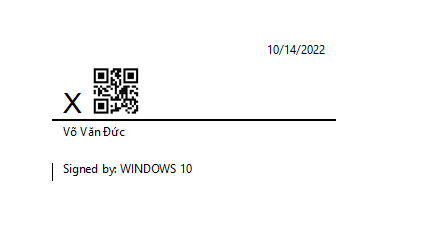 10/14/2022
X
Võ Văn Đức
Signed by: WINDOWS 10